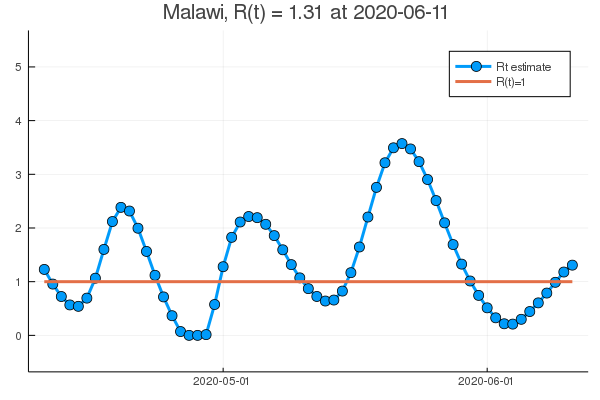 Malawi, R(t) = 1.31 at 2020-06-11
Rt estimate
R(t)=1
5
4
3
2
1
0
2020-05-01 2020-06-01